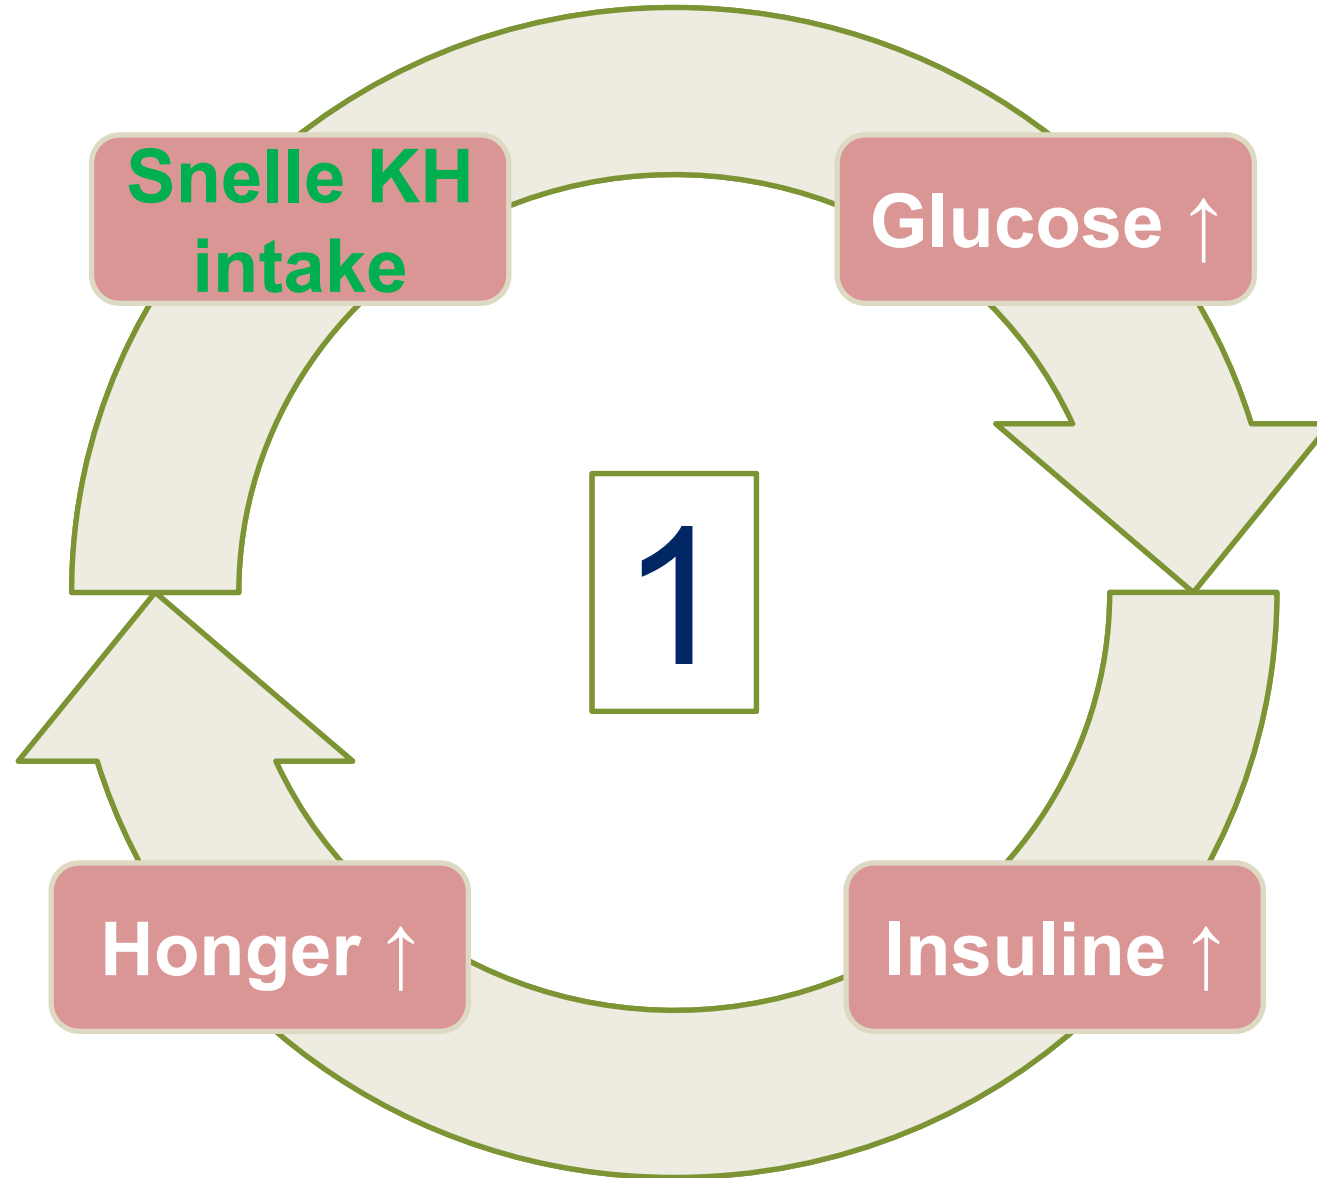 Snelle KH
intake
Glucose ↑
1
Honger ↑
Insuline ↑